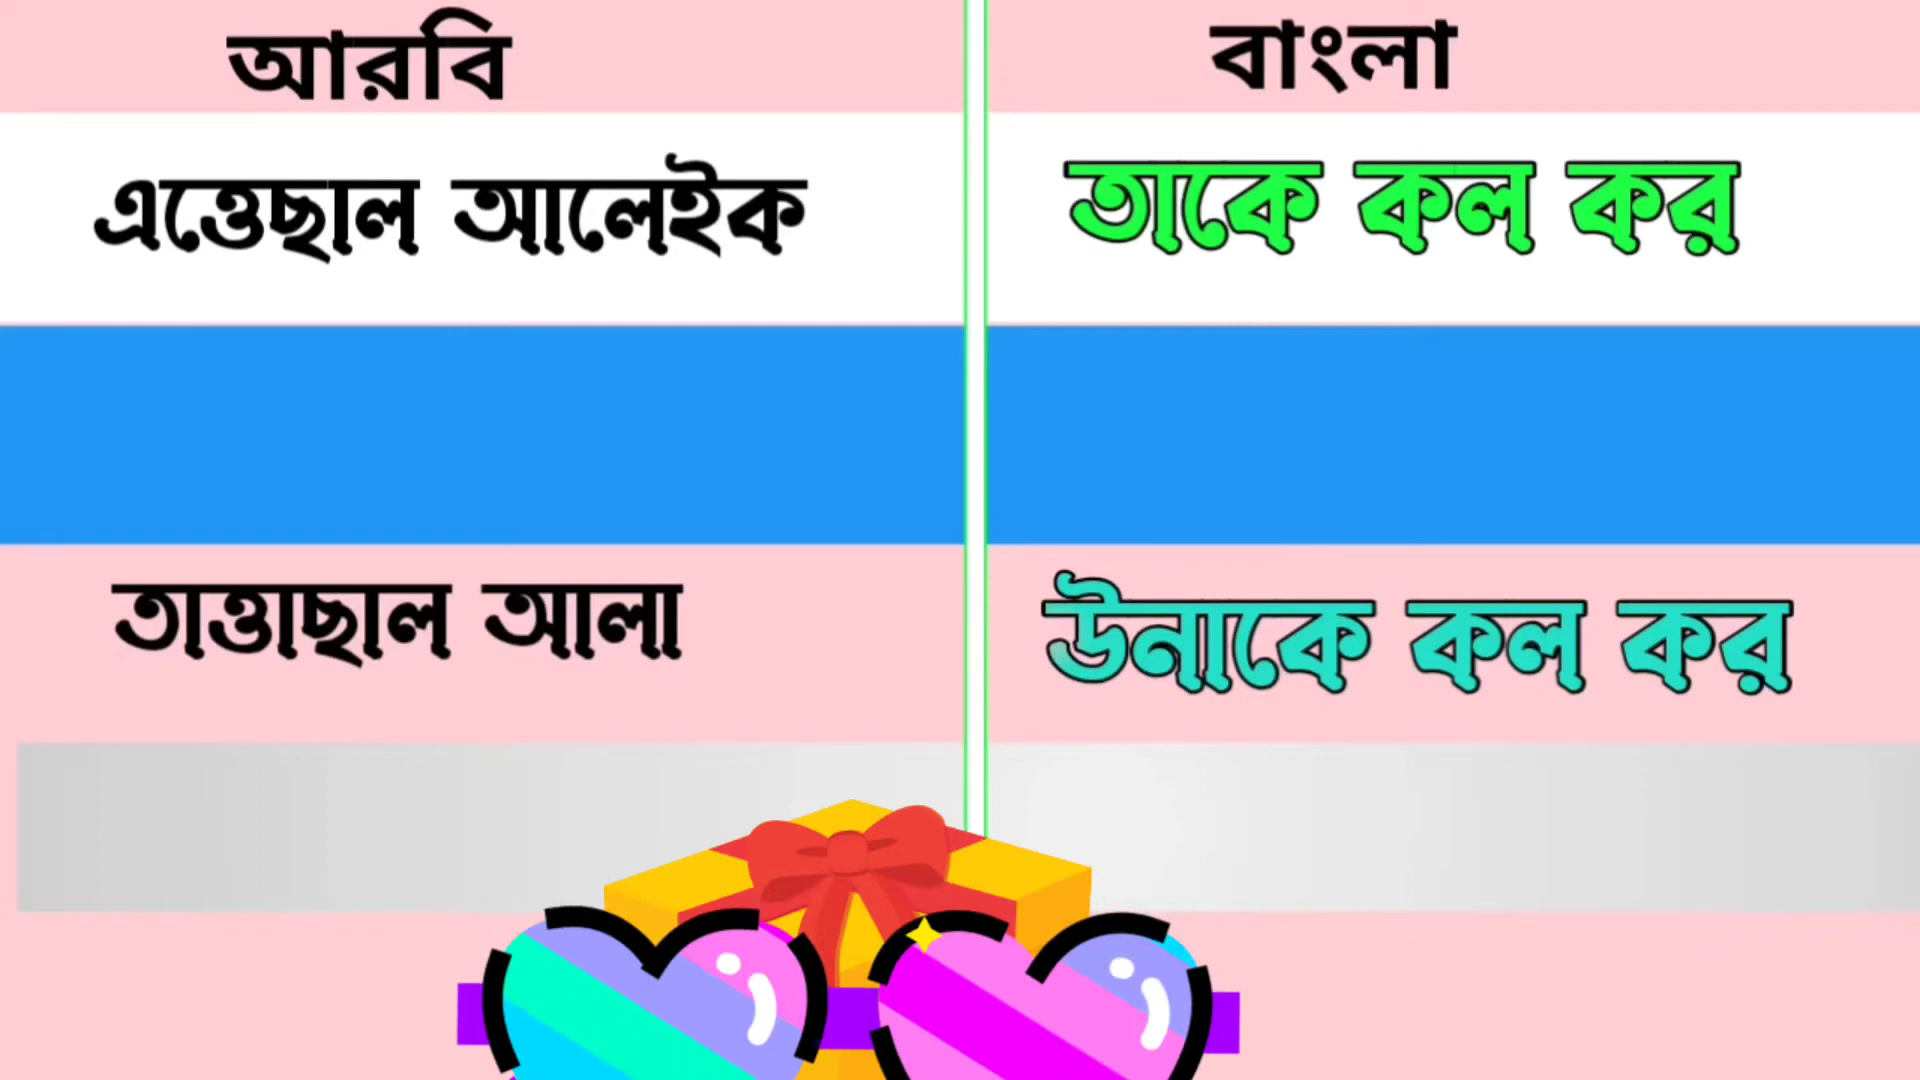 আরবি বাংলা
এত্তেছাল আলেইক তাকে কল কর
তাত্তাছাল আলা উনাকে কল কর